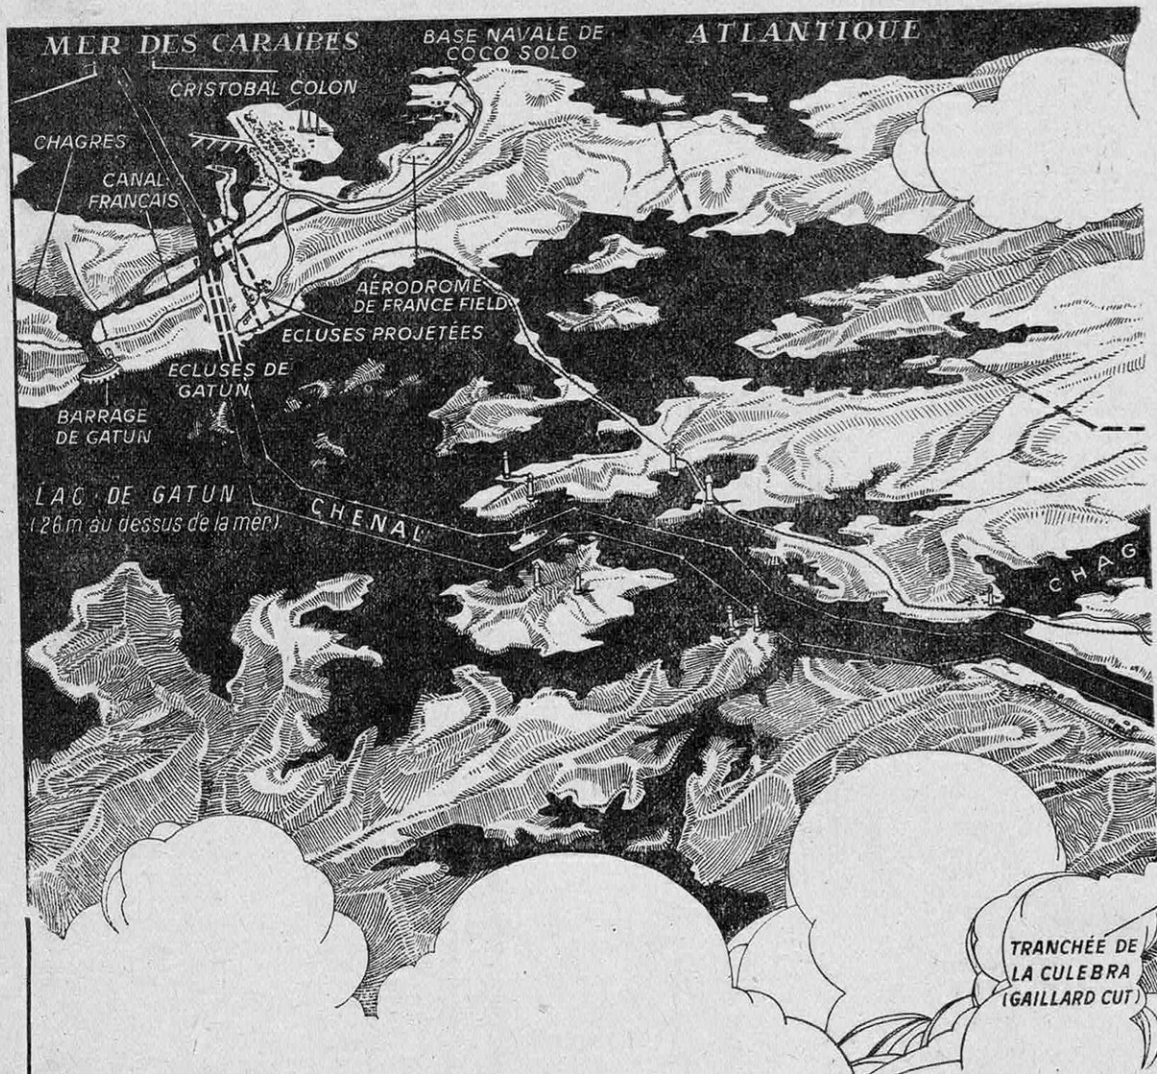 MER DES CARAÏBES
BASE NAVALE DE
COCO SOLO
ATLANTIQUE
CRISTOBAL COLON
CHAGRES
CANAL
FRANÇAIS
AÉRODROME
DE FRANCE FIELD
ECLUSES PROJETÉES
ECLUSES DE
GATUN
BARRAGE
DE GATUN
LAC DE GATUN
(26m au dessus de la mer)
CHENAL
CHAG
TRANCHÉE DE
LA CULEBRA
(GAILLARD CUT)